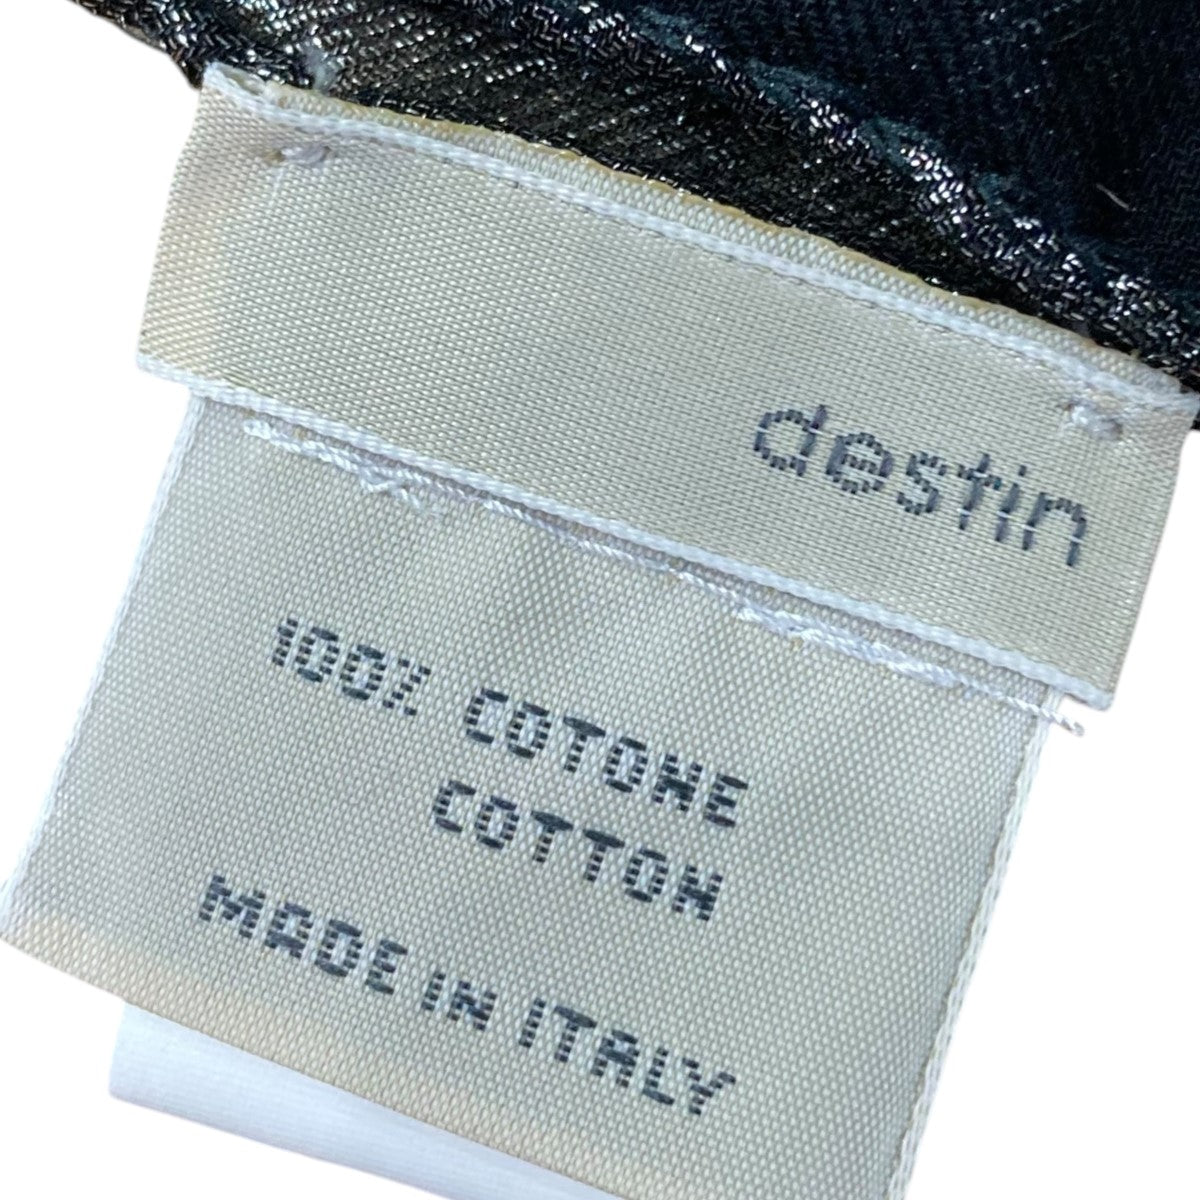 destin
100% COTONE
COTTON
MADE IN ITALY